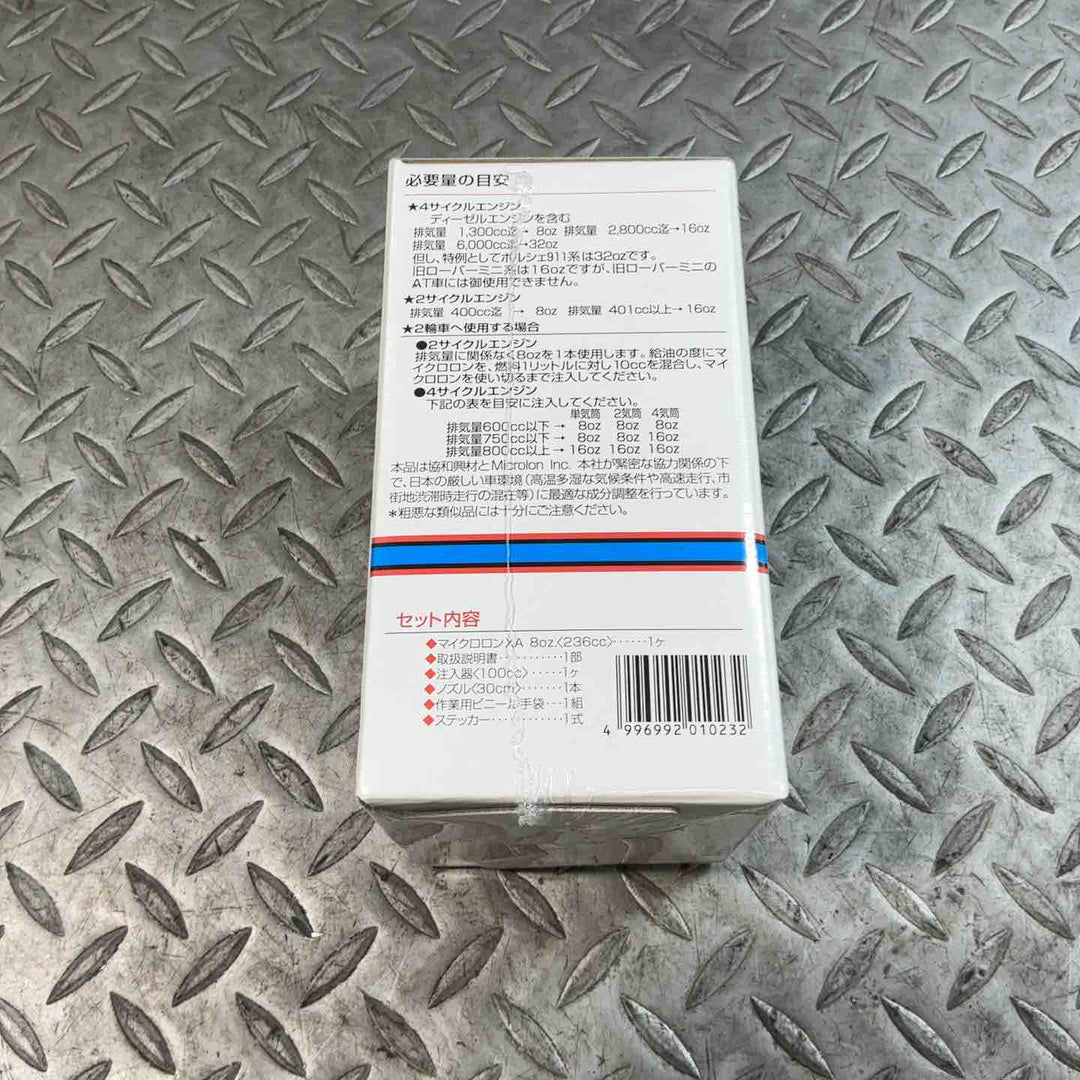 必要量の目安
★4サイクルエンジン
ディーゼルエンジンを含む
排気量 1,300cc迄→ 8oz 排気量 2,800cc迄→16oz
排気量 6,000cc迄→32oz
但し、特例としてポルシェ911系は32ozです。
旧ローバーミニ系は16ozですが、旧ローバーミニの
AT車には御使用できません。
★2サイクルエンジン
排気量 400cc迄 → 8oz 排気量 401cc以上→ 16oz
★2輪車へ使用する場合
●2サイクルエンジン
排気量に関係なく8ozを1本使用します。給油の度にマ
イクロロンを、燃料1リットルに対し10ccを混合し、マイ
クロロンを使い切るまで注入してください。
●4サイクルエンジン
下記の表を目安に注入してください。
単気筒 2気筒 4気筒
排気量600cc以下→ 8oz 8oz 8oz
排気量750cc以下→ 8oz 8oz 16oz
排気量800cc以上→ 16oz 16oz 16oz
本品は協和興材とMicrolon Inc. 本社が緊密な協力関係の下
で、日本の厳しい車環境(高温多湿な気候条件や高速走行、市
街地渋滞時走行の混在等)に最適な成分調整を行っています。
＊粗悪な類似品には十分にご注意ください。
セット内容
◆マイクロロンXA 8oz.〈236cc〉······1ヶ
◆取扱説明書···········1部
◆注入器〈100cc〉·····1ヶ
◆ノズル〈30cm〉·······1本
◆作業用ビニール手袋···1組
◆ステッカー············1式
4 996992 010232